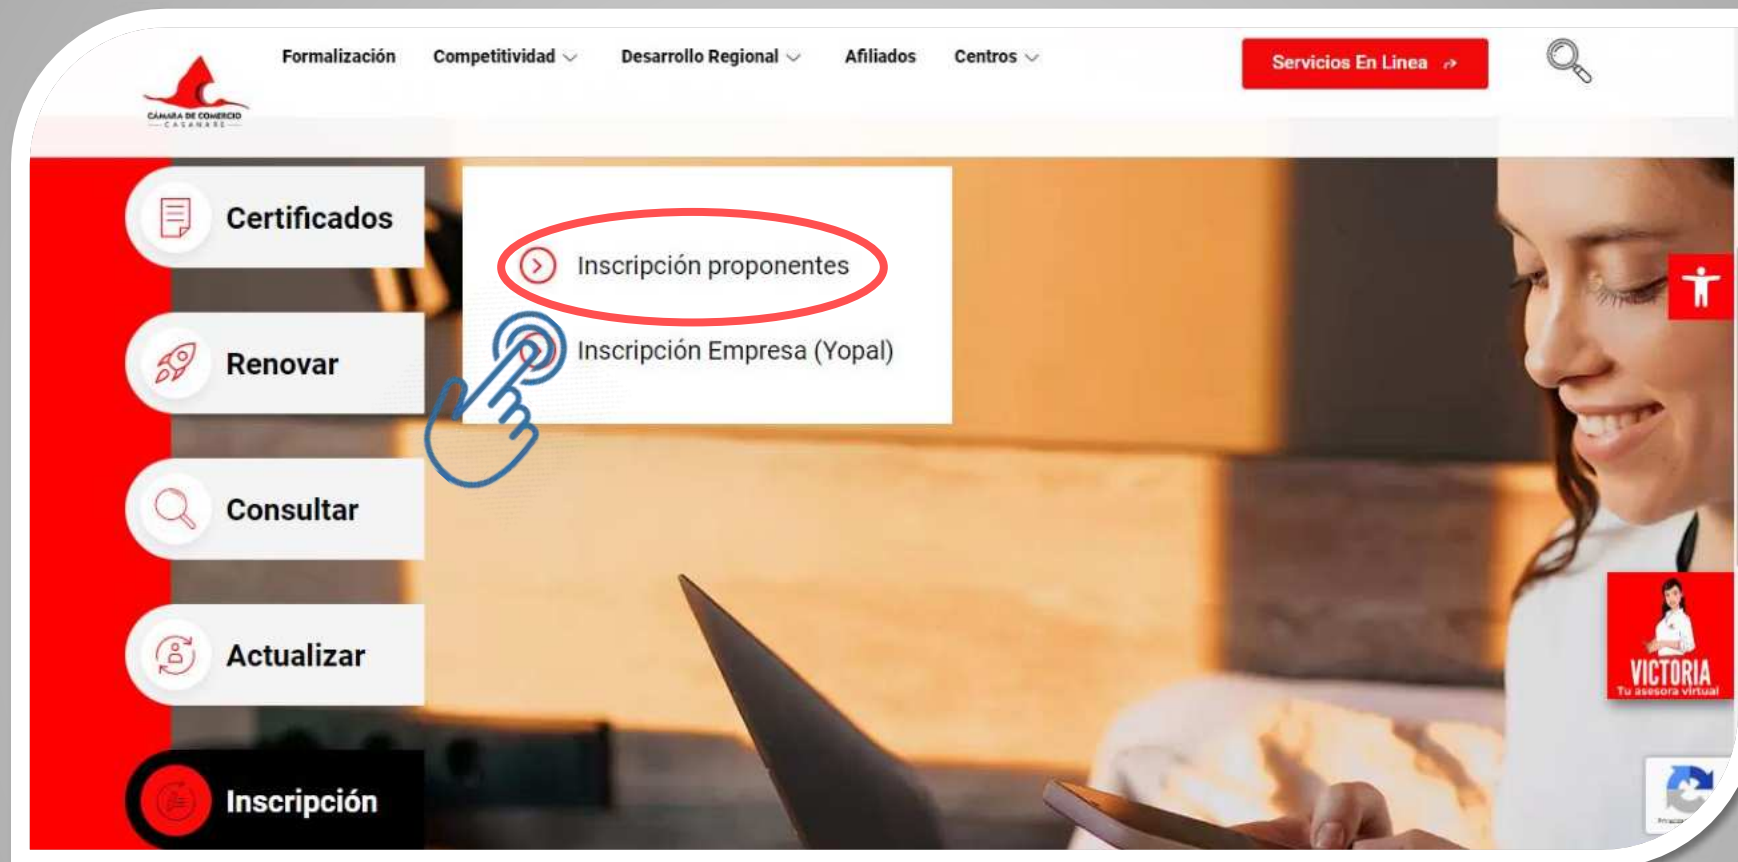 Formalización
Competitividad
Desarrollo Regional
Afiliados
Centros
Servicios En Linea
CÁMARA DE COMERCIO
CASANARE
Certificados
Inscripción proponentes
Inscripción Empresa (Yopal)
Renovar
Consultar
Actualizar
VICTORIA
Tu asesora virtual
Inscripción